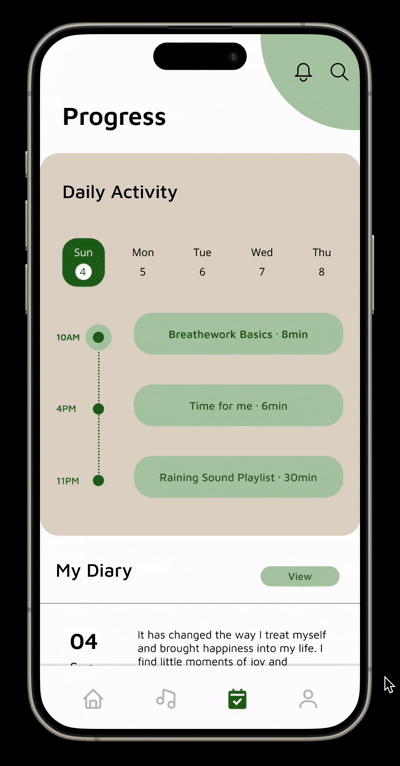 Progress
Daily Activity
Sun Mon Tue Wed Thu
4 5 6 7 8
10AM Breathework Basics · 8min
4PM Time for me · 6min
11PM Raining Sound Playlist · 30min
My Diary View
04 It has changed the way I treat myself
and brought happiness into my life. I
find little moments of joy and